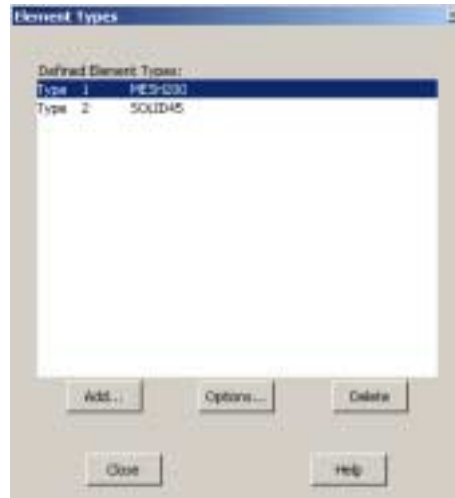 Element Types
Defined Element Types:
Type 1 MESH200
Type 2 SOLID45
Add... Options... Delete
Close Help